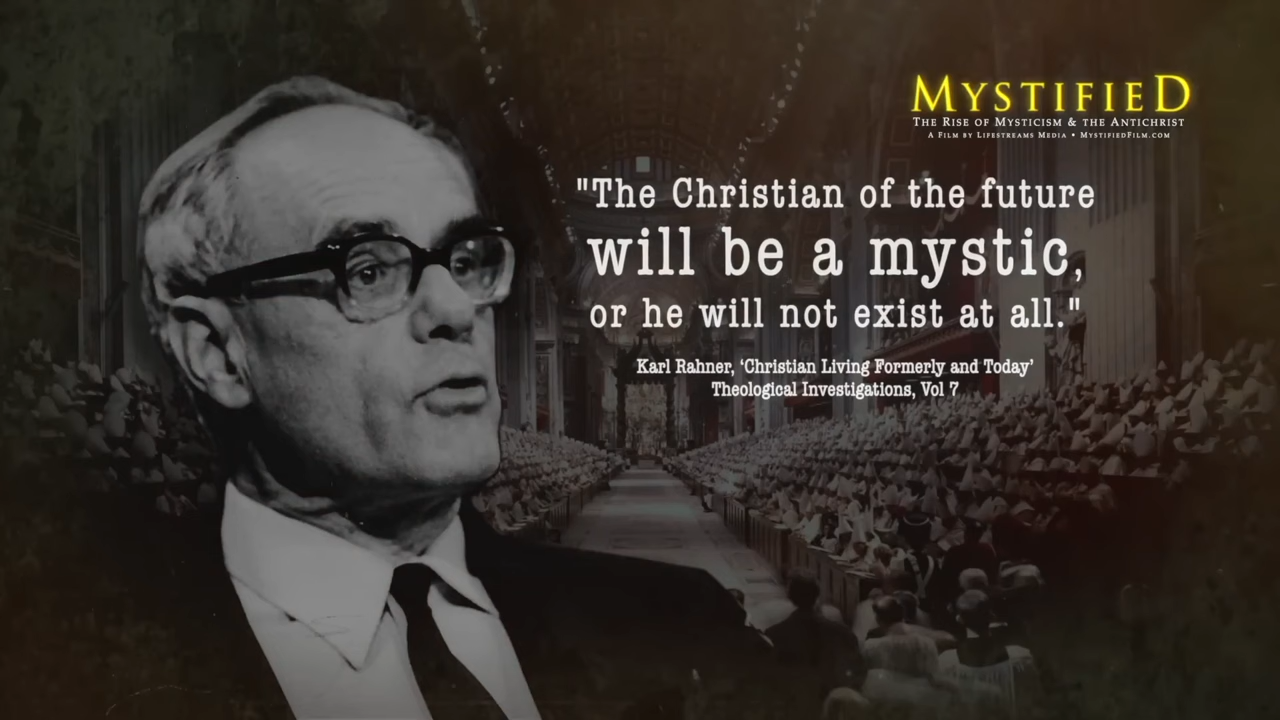 MYSTIFIED
THE RISE OF MYSTICISM & THE ANTICHRIST
A FILM BY LIFESTREAMS MEDIA • MYSTIFIEDFILM.COM
"The Christian of the future
will be a mystic,
or he will not exist at all."
Karl Rahner, ‘Christian Living Formerly and Today’
Theological Investigations, Vol 7